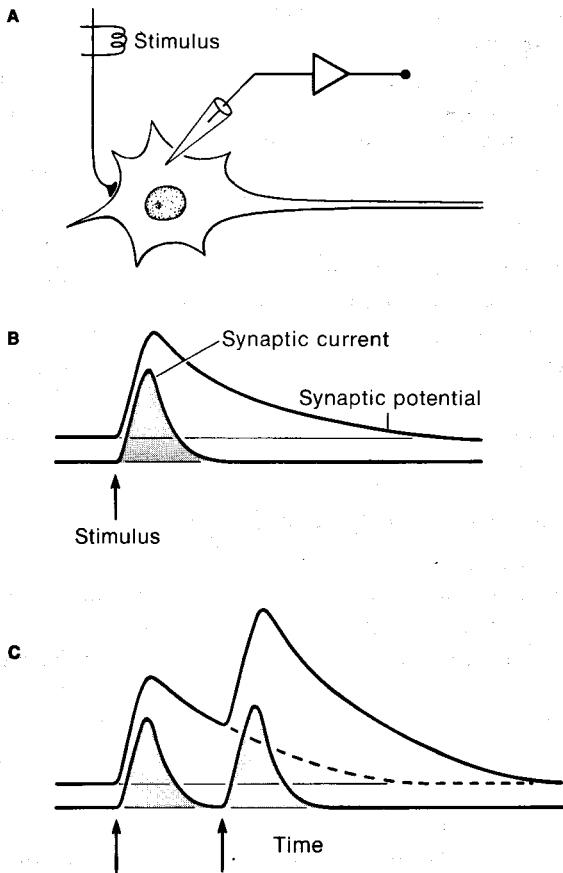 A
Stimulus
B
Synaptic current
Synaptic potential
Stimulus
C
Time